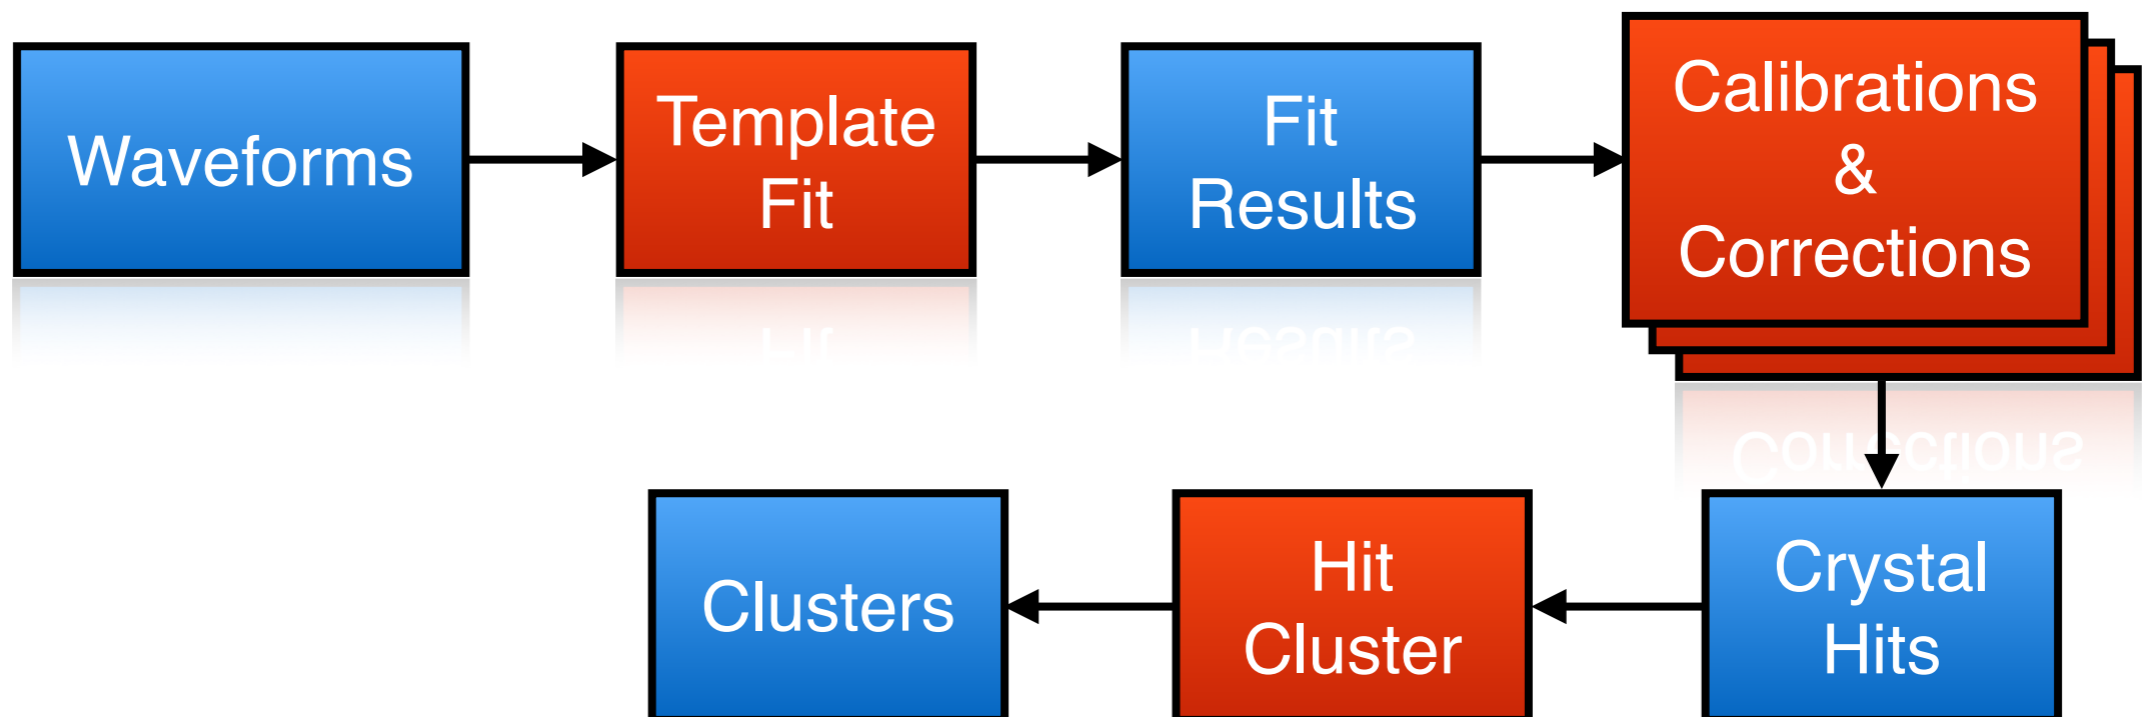 Waveforms
Template
Fit
Fit
Results
Calibrations
&
Corrections
Crystal
Hits
Hit
Cluster
Clusters